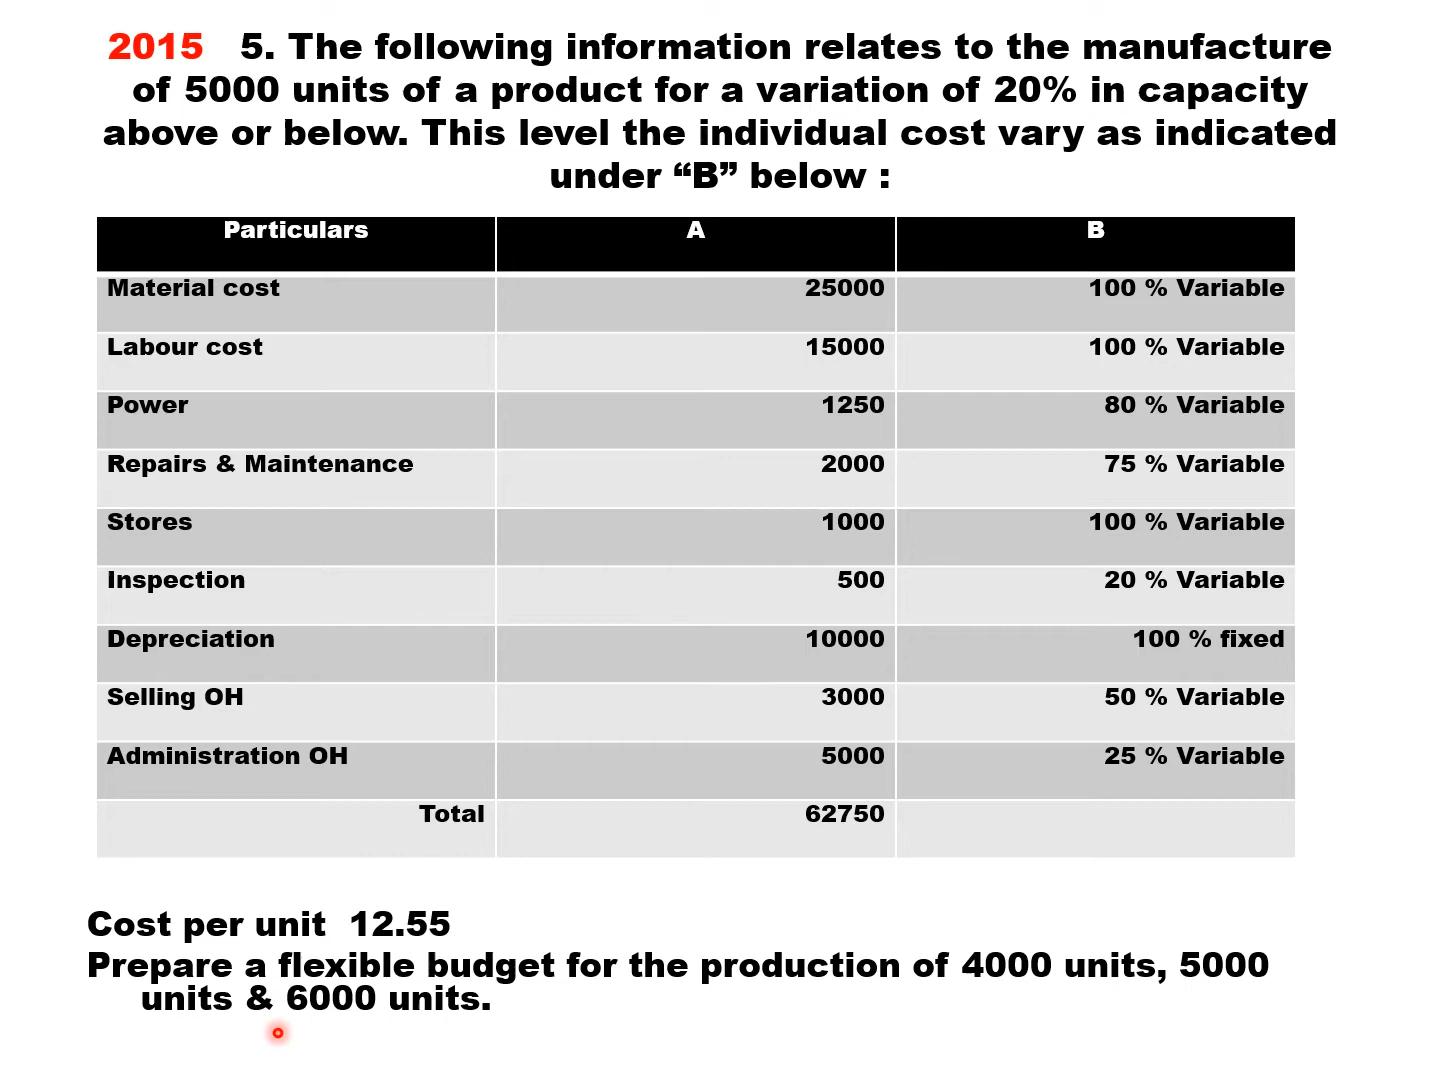 2015 5. The following information relates to the manufacture
of 5000 units of a product for a variation of 20% in capacity
above or below. This level the individual cost vary as indicated
under “B” below :
Particulars A B
Material cost 25000 100 % Variable
Labour cost 15000 100 % Variable
Power 1250 80 % Variable
Repairs & Maintenance 2000 75 % Variable
Stores 1000 100 % Variable
Inspection 500 20 % Variable
Depreciation 10000 100 % fixed
Selling OH 3000 50 % Variable
Administration OH 5000 25 % Variable
Total 62750
Cost per unit 12.55
Prepare a flexible budget for the production of 4000 units, 5000
units & 6000 units.